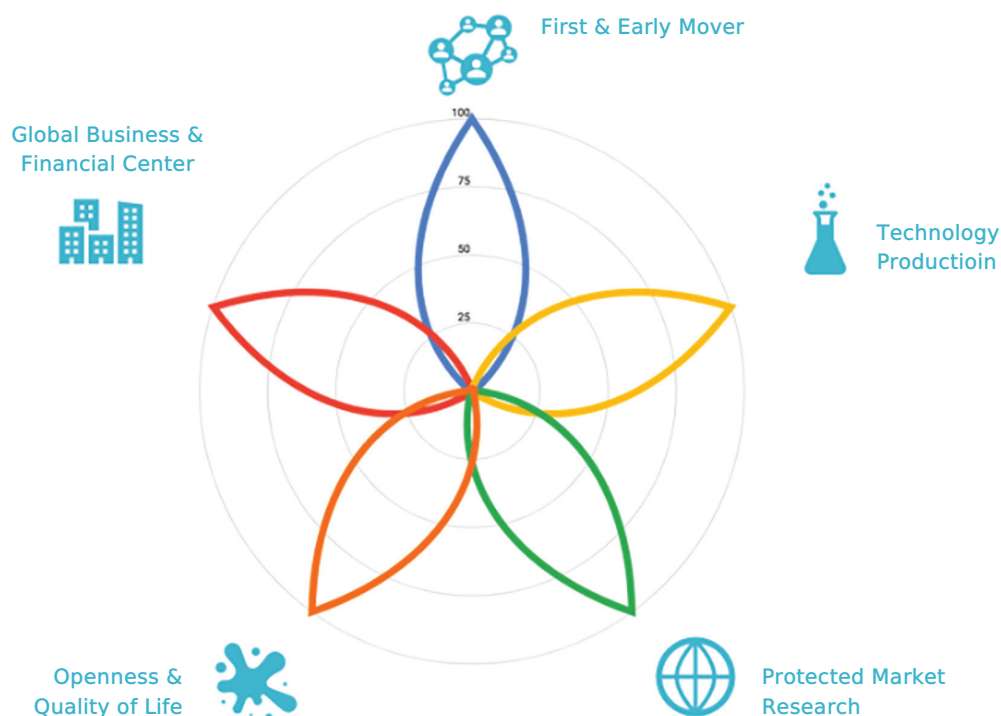 First & Early Mover
Global Business &
Financial Center
Technology
Productioin
100
75
50
25
Openness &
Quality of Life
Protected Market
Research